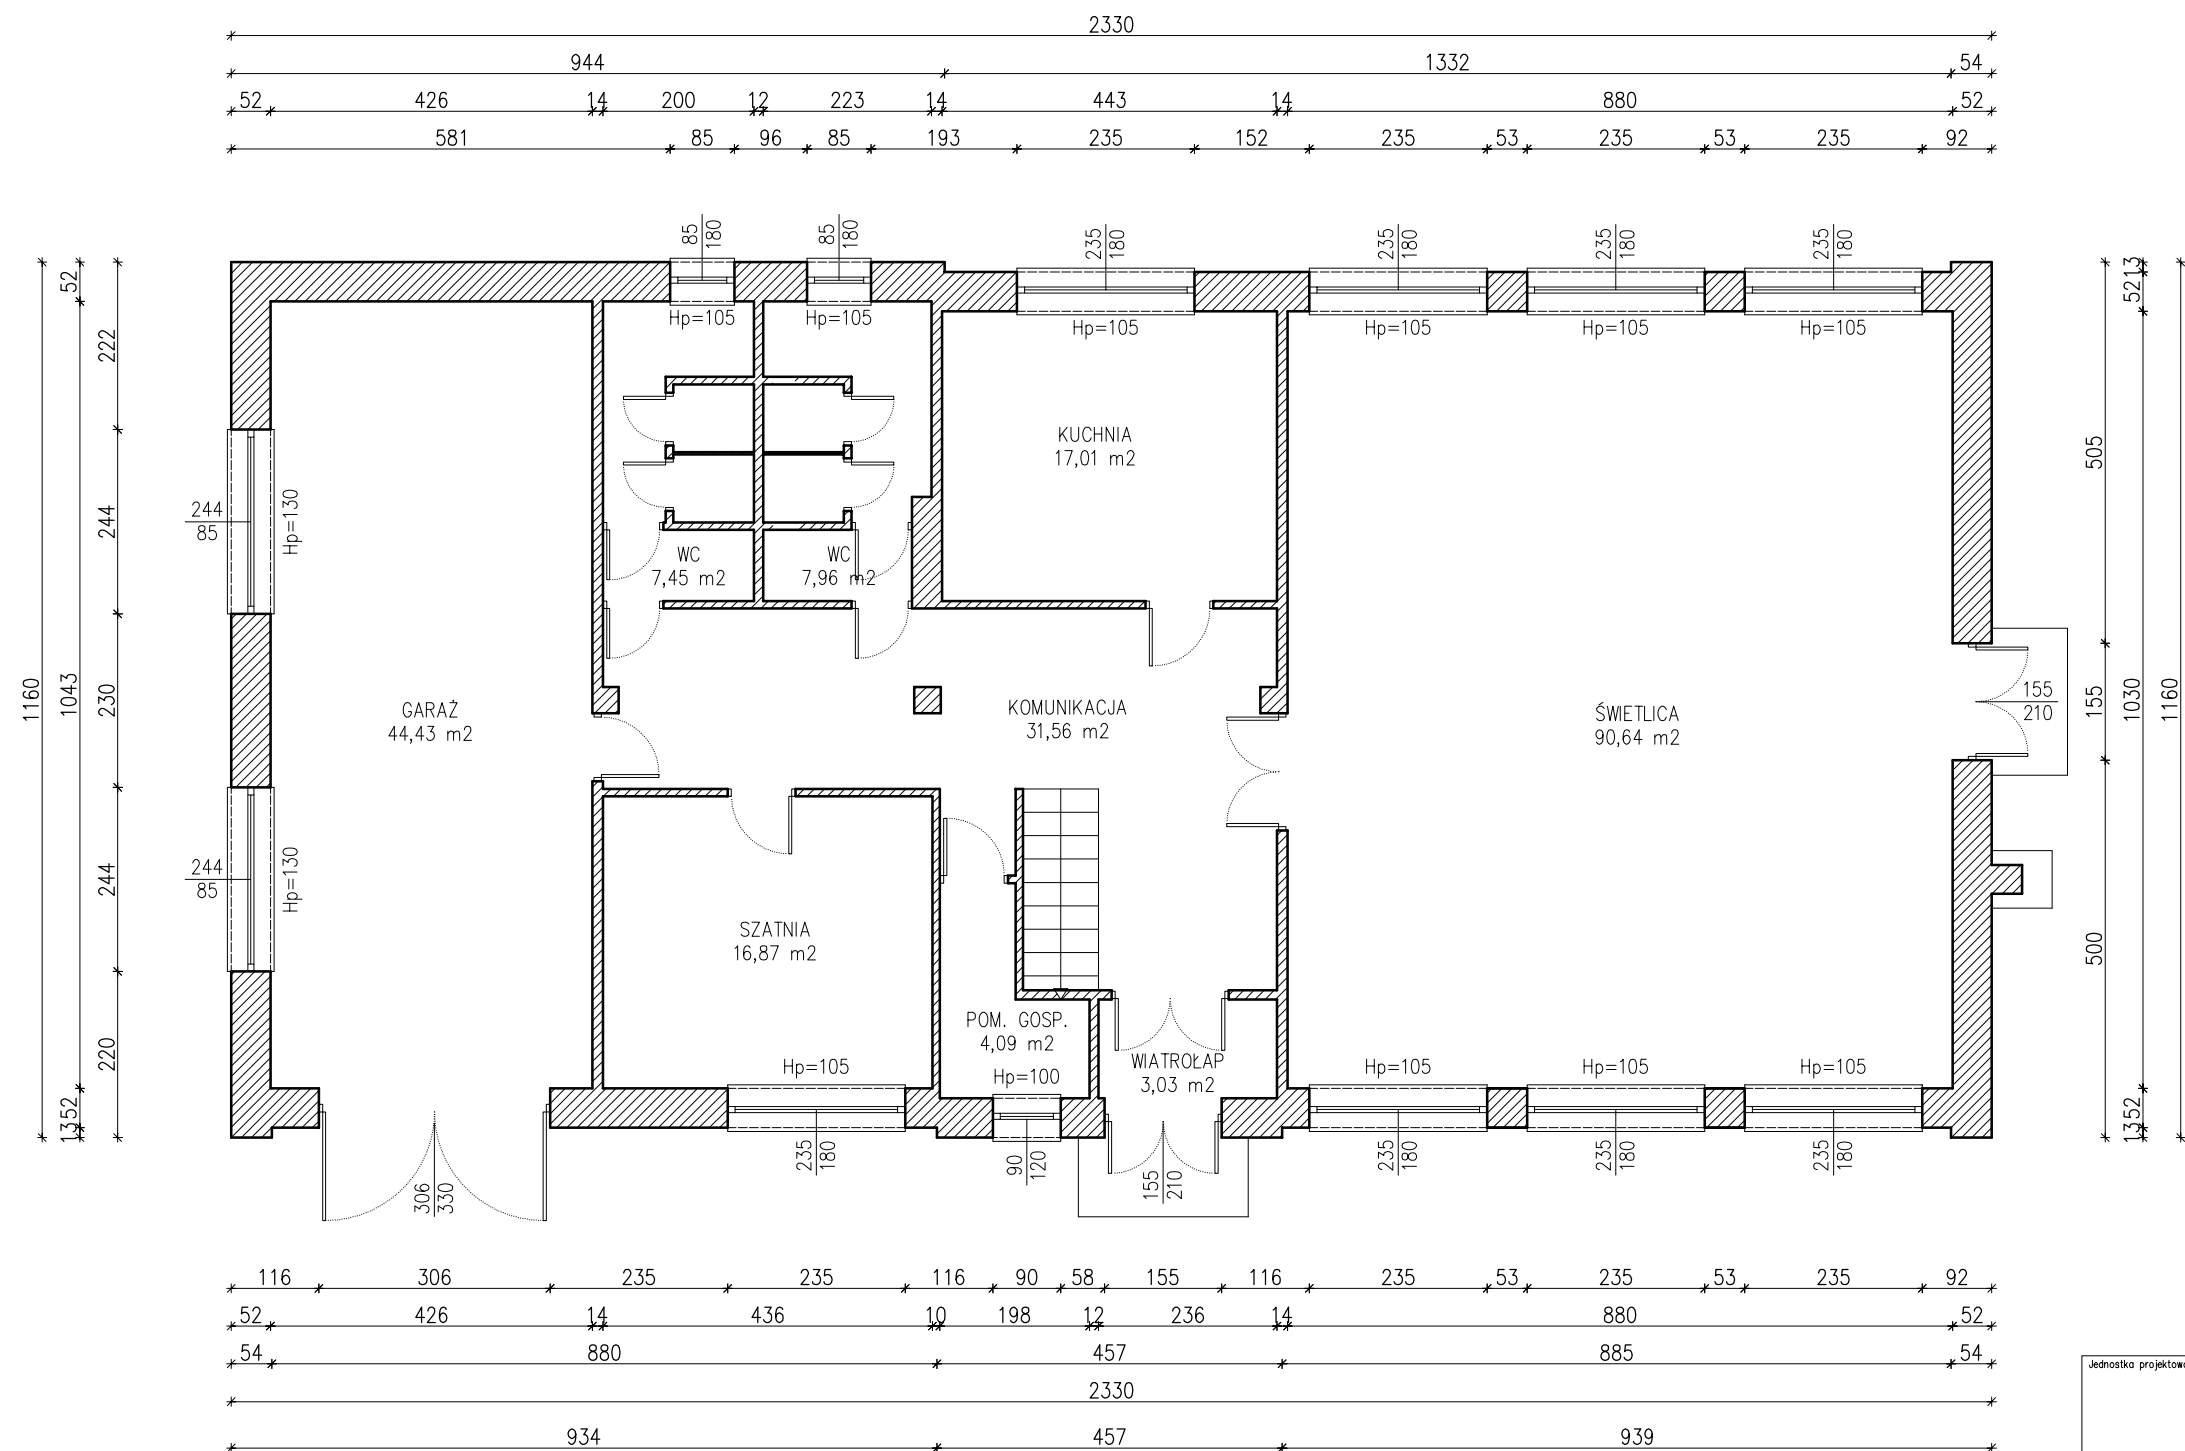 2330
944 1332 54
52 426 14 200 12 223 14 443 14 880 52
581 85 96 85 193 235 152 235 53 235 53 235 92
85 180 85 180 235 180 235 180 235 180 235 180
Hp=105 Hp=105 Hp=105 Hp=105 Hp=105 Hp=105
1160
52 1043 1352
222 244 230 244 220
244
85
Hp=130
244
85
Hp=130
KUCHNIA
17,01 m2
WC
7,45 m2
WC
7,96 m2
GARAŻ
44,43 m2
KOMUNIKACJA
31,56 m2
ŚWIETLICA
90,64 m2
155
210
SZATNIA
16,87 m2
POM. GOSP.
4,09 m2
WIATROŁAP
3,03 m2
Hp=105 Hp=100 Hp=105 Hp=105 Hp=105
505 155 500
5213 1030 1352
1160
306 330 235 180 90 120 155 210 235 180 235 180 235 180
116 306 235 235 116 90 58 155 116 235 53 235 53 235 92
52 426 14 436 10 198 12 236 14 880 52
54 880 457 885 54
2330
934 457 939
Jednostka projektowa